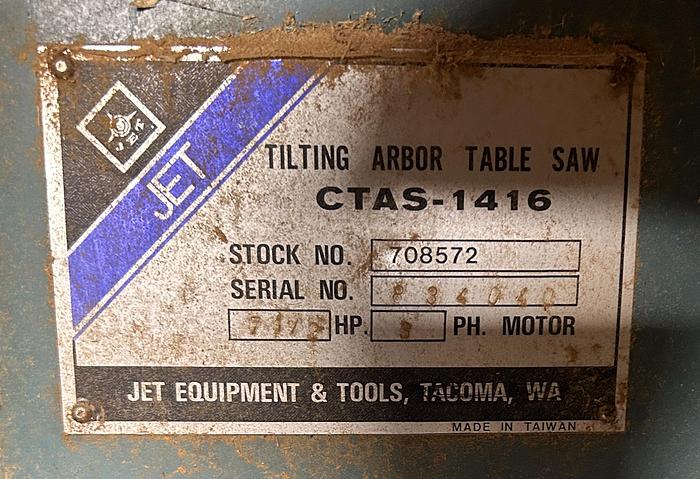 JET
JET
TILTING ARBOR TABLE SAW
CTAS-1416
STOCK NO. 708572
SERIAL NO.
HP. PH. MOTOR
JET EQUIPMENT & TOOLS, TACOMA, WA
MADE IN TAIWAN